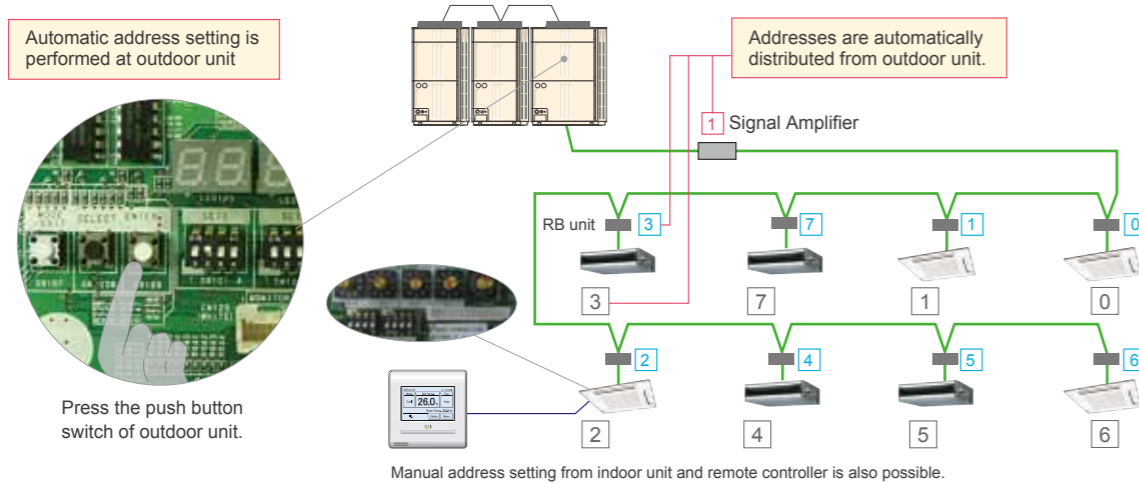 Automatic address setting is
performed at outdoor unit
Addresses are automatically
distributed from outdoor unit.
1 Signal Amplifier
RB unit
3
7
1
0
3
7
1
0
SELECT ENTER
Press the push button
switch of outdoor unit.
26.0
2
4
5
6
2
4
5
6
Manual address setting from indoor unit and remote controller is also possible.